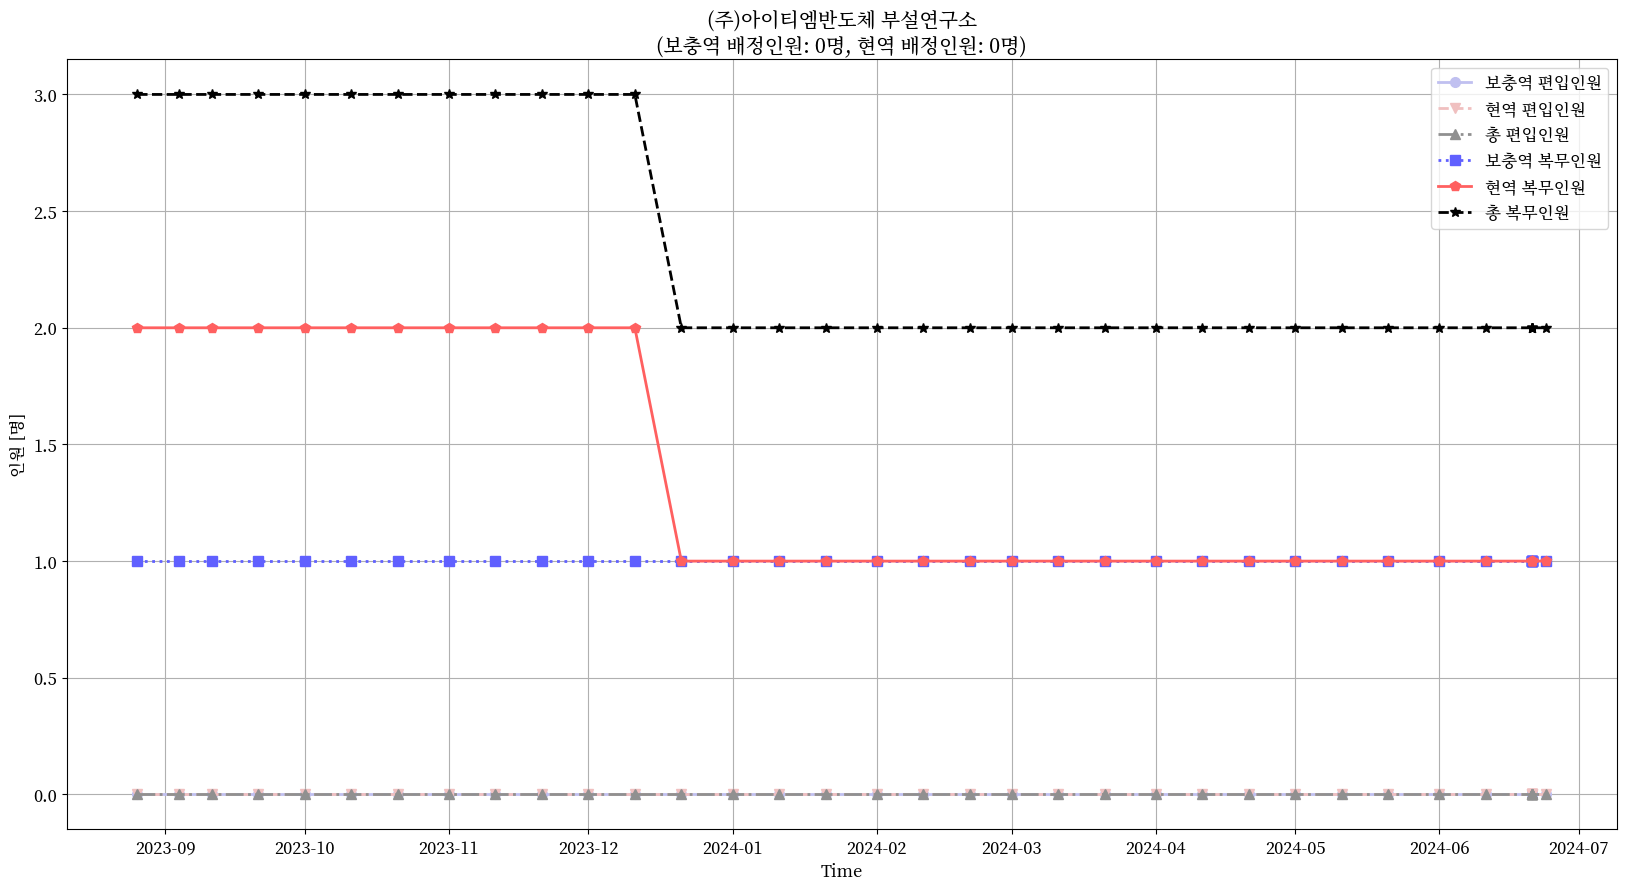 (주)아이티엠반도체 부설연구소
(보충역 배정인원: 0명, 현역 배정인원: 0명)
보충역 편입인원
현역 편입인원
총 편입인원
보충역 복무인원
현역 복무인원
총 복무인원
인원 [명]
3.0
2.5
2.0
1.5
1.0
0.5
0.0
2023-09
2023-10
2023-11
2023-12
2024-01
2024-02
2024-03
2024-04
2024-05
2024-06
2024-07
Time